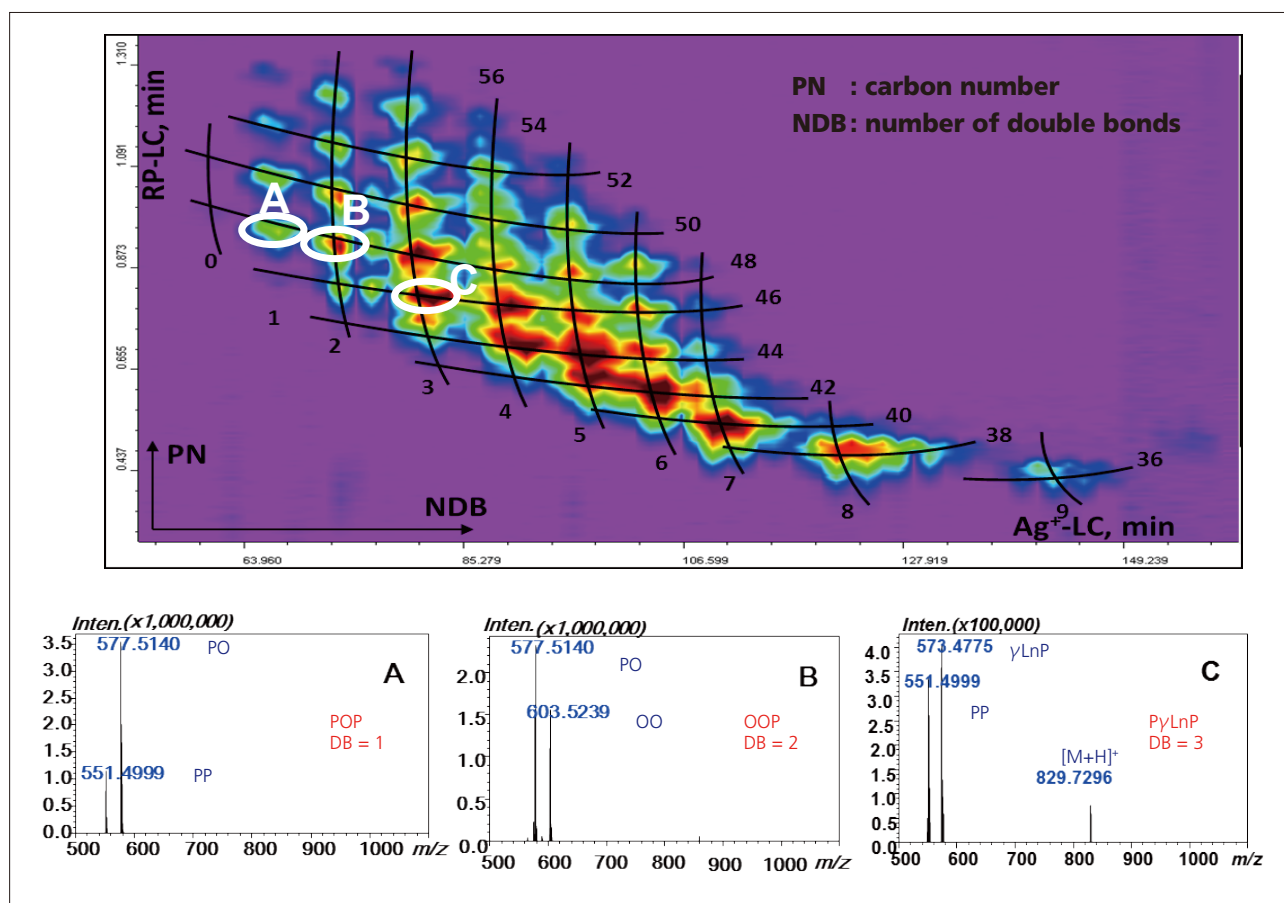 PN : carbon number
NDB : number of double bonds
RP-LC, min
1.310
1.091
0.873
0.655
0.437
56
54
52
50
48
46
44
42
40
38
36
A
B
C
0
1
2
3
4
5
6
7
8
9
PN
NDB
Ag⁺-LC, min
63.960
85.279
106.599
127.919
149.239
Inten. (x1,000,000)
3.5
3.0
2.5
2.0
1.5
1.0
0.5
0.0
577.5140 PO
A
POP
DB = 1
551.4999 PP
500 600 700 800 900 1000 m/z
Inten. (x1,000,000)
2.0
1.5
1.0
0.5
0.0
577.5140
PO
B
603.5239 OO
OOP
DB = 2
500 600 700 800 900 1000 m/z
Inten. (x100,000)
4.0
3.5
3.0
2.5
2.0
1.5
1.0
0.5
0.0
573.4775 γLnP
C
551.4999
PP
PγLnP
DB = 3
[M+H]⁺
829.7296
500 600 700 800 900 1000 m/z